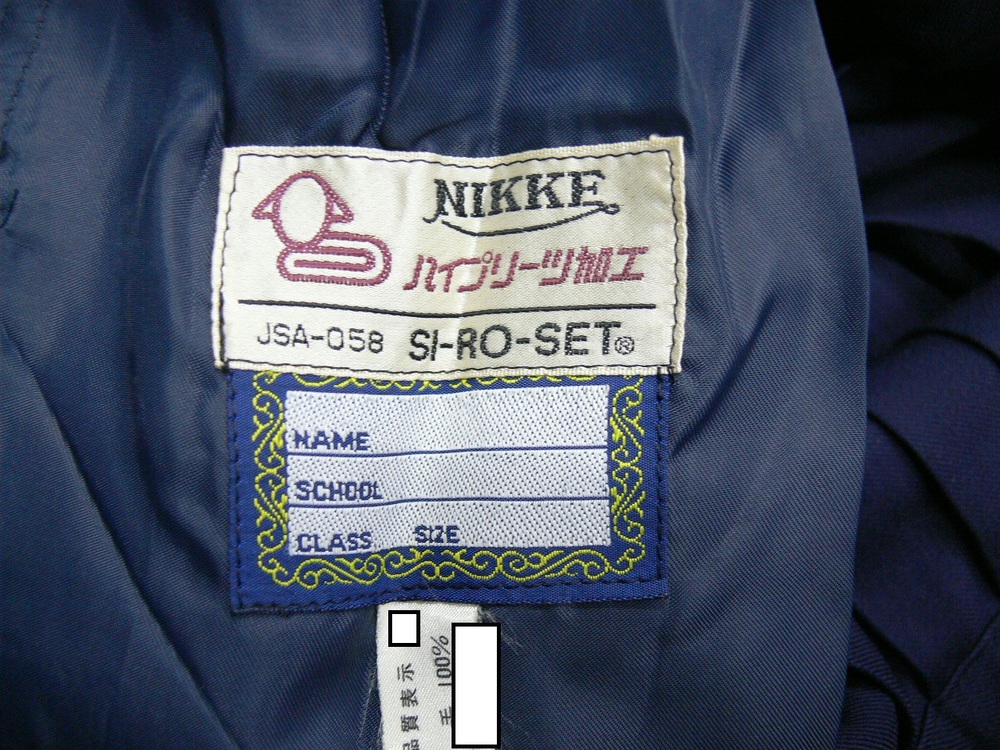 NIKKE
ハイプリーツ加工
JSA-058 SI-RO-SET®
NAME
SCHOOL
CLASS SIZE
品質表示
毛 100%